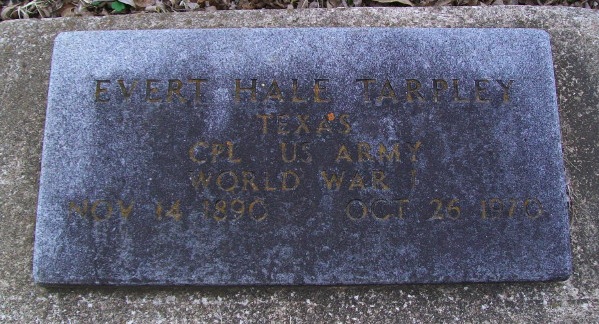 EVERT HALE TARPLEY
TEXAS
CPL US ARMY
WORLD WAR I
NOV 14 1890 OCT 26 1970